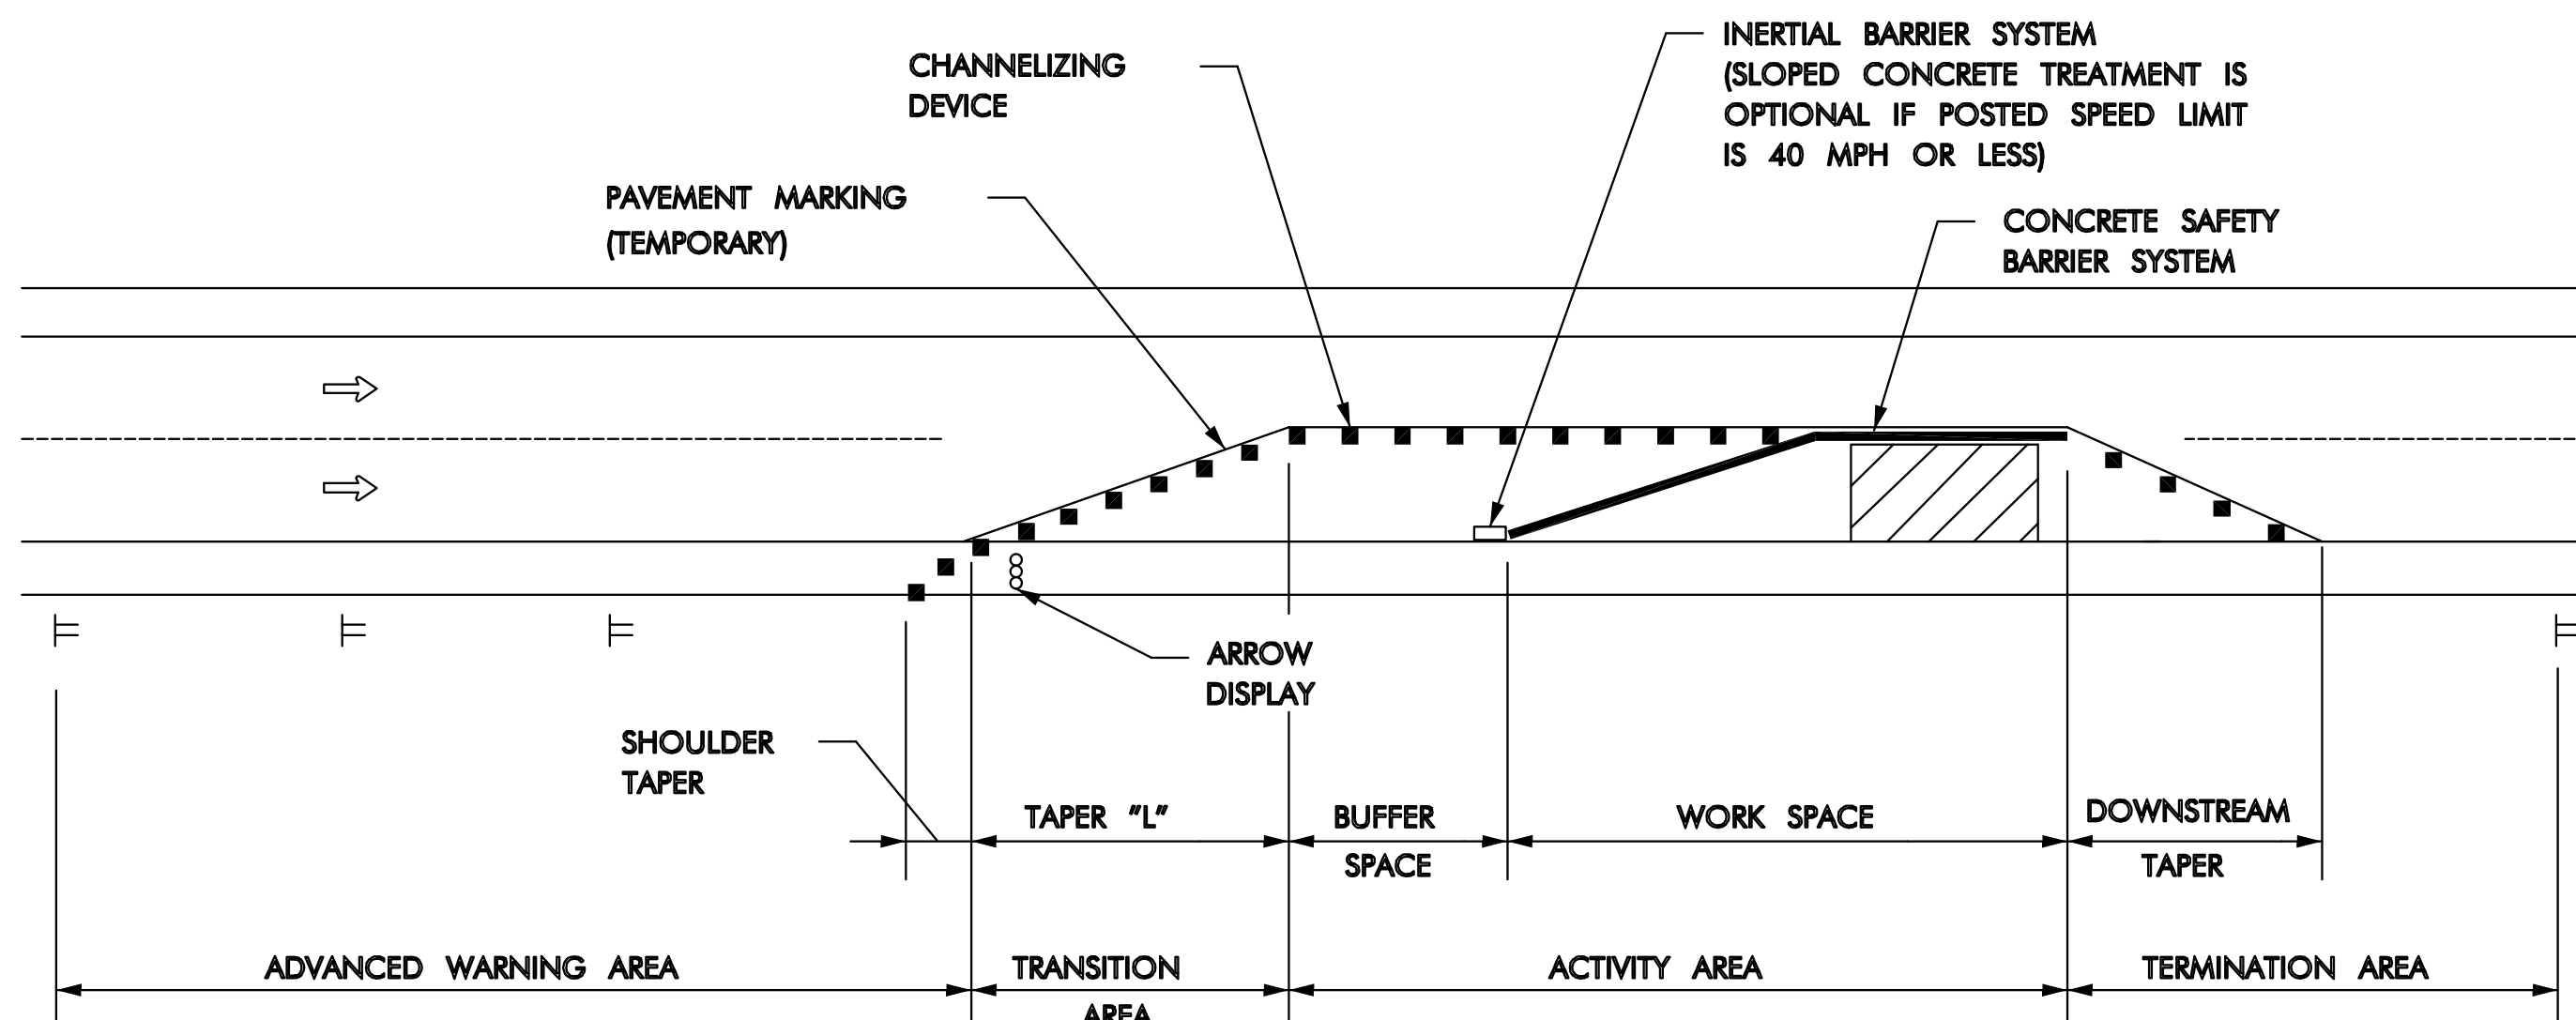 INERTIAL BARRIER SYSTEM
(SLOPED CONCRETE TREATMENT IS
OPTIONAL IF POSTED SPEED LIMIT
IS 40 MPH OR LESS)
CHANNELIZING
DEVICE
PAVEMENT MARKING
(TEMPORARY)
CONCRETE SAFETY
BARRIER SYSTEM
ARROW
DISPLAY
SHOULDER
TAPER
TAPER "L"
BUFFER
SPACE
WORK SPACE
DOWNSTREAM
TAPER
ADVANCED WARNING AREA
TRANSITION
AREA
ACTIVITY AREA
TERMINATION AREA